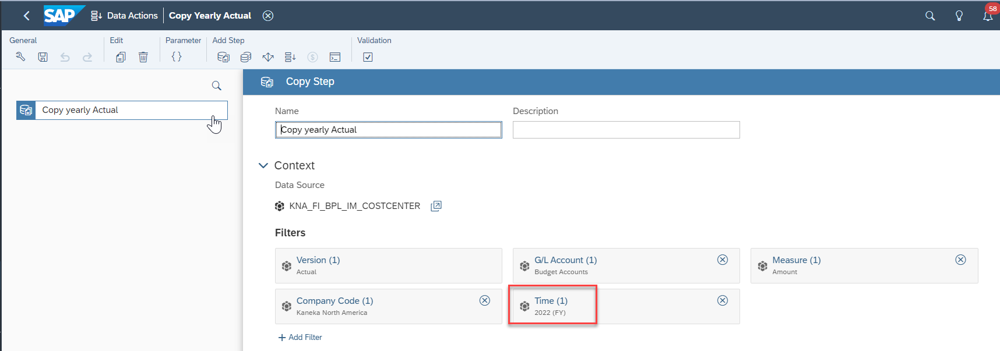 SAP Data Actions Copy Yearly Actual
58
General Edit Parameter Add Step Validation
Copy Step
Copy yearly Actual
Name Description
Copy yearly Actual
Context
Data Source
KNA_FI_BPL_IM_COSTCENTER
Filters
Version (1)
Actual
G/L Account (1)
Budget Accounts
Measure (1)
Amount
Company Code (1)
Kaneka North America
Time (1)
2022 (FY)
+ Add Filter